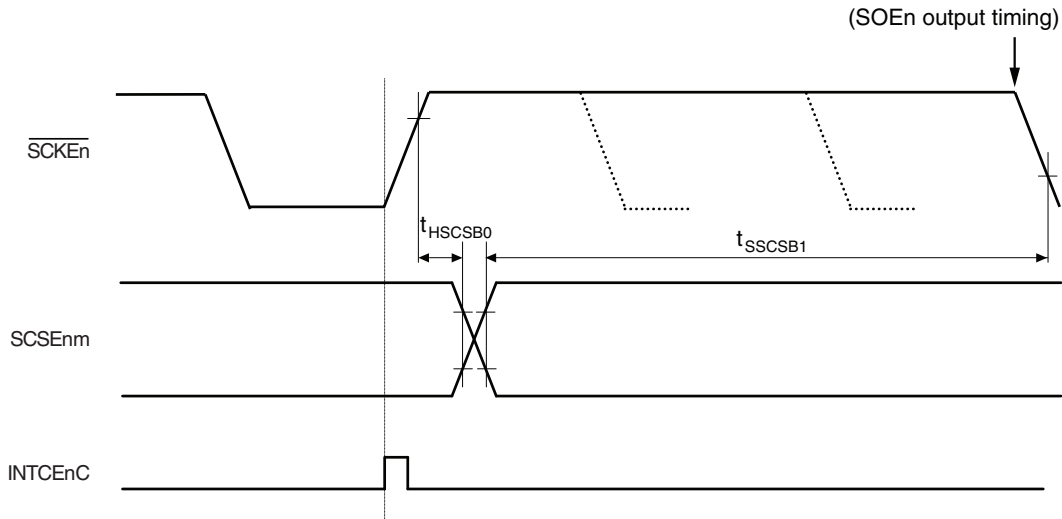 (SOEn output timing)
SCKEn
tHSCSB0
tSSCSB1
SCSEnm
INTCEnC